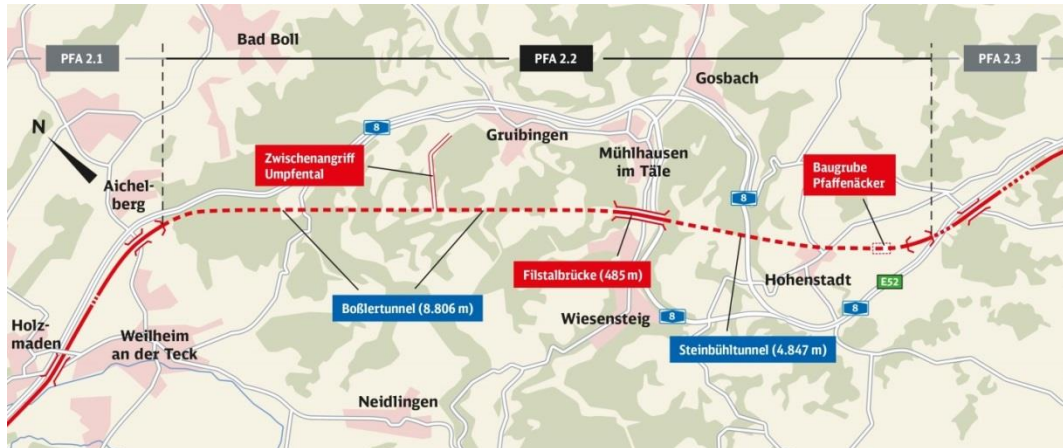 PFA 2.1
Bad Boll
PFA 2.2
PFA 2.3
Gosbach
N
8
Gruibingen
Zwischenangriff
Umpfental
Mühlhausen
im Täle
Baugrube
Pfaffenäcker
Aichel-
berg
8
Filstalbrücke (485 m)
Hohenstadt
E52
Boßlertunnel (8.806 m)
Holz-
maden
Weilheim
an der Teck
Wiesensteig
8
8
Steinbühltunnel (4.847 m)
Neidlingen